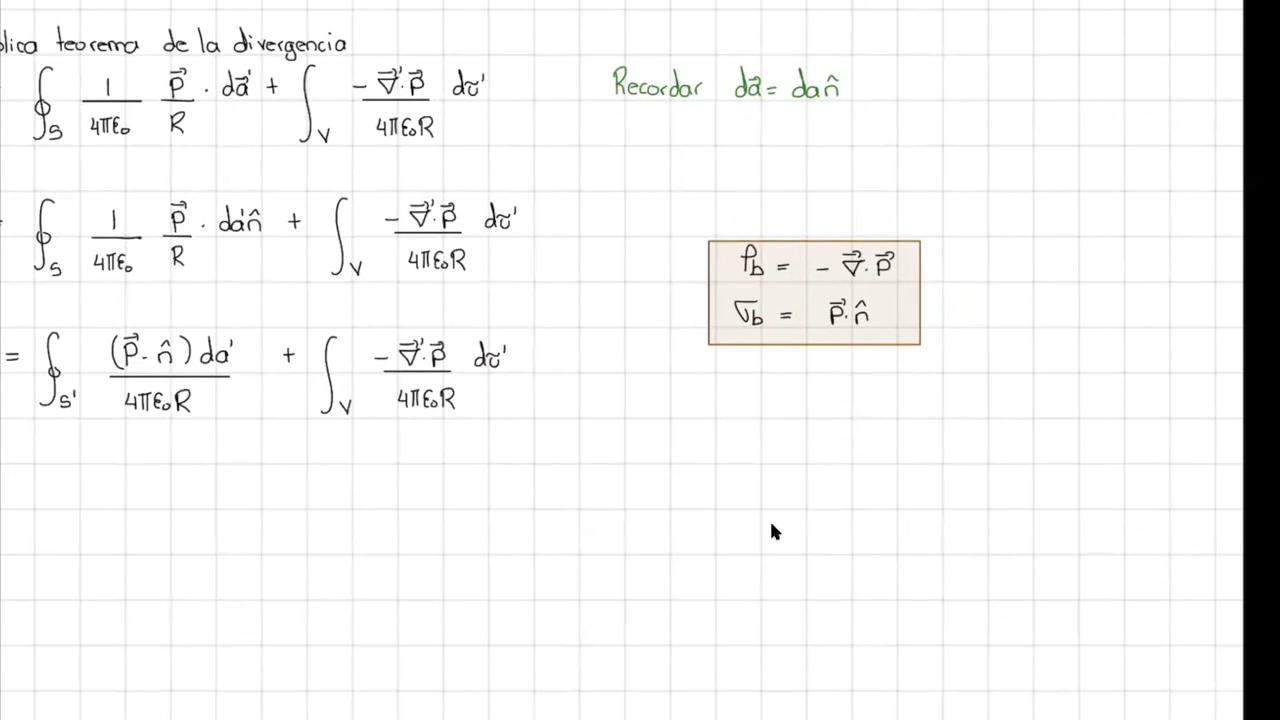 plica teorema de la divergencia
∮_S 1/(4πε₀) P⃗/R · da⃗' + ∫_V (-∇⃗'·P⃗)/(4πε₀R) dτ'
Recordar da⃗ = da n̂
∮_S 1/(4πε₀) P⃗/R · da' n̂ + ∫_V (-∇⃗'·P⃗)/(4πε₀R) dτ'
ρ_b = -∇⃗·P⃗
σ_b = P⃗·n̂
= ∮_S' (P⃗·n̂)da'/(4πε₀R) + ∫_V (-∇⃗'·P⃗)/(4πε₀R) dτ'